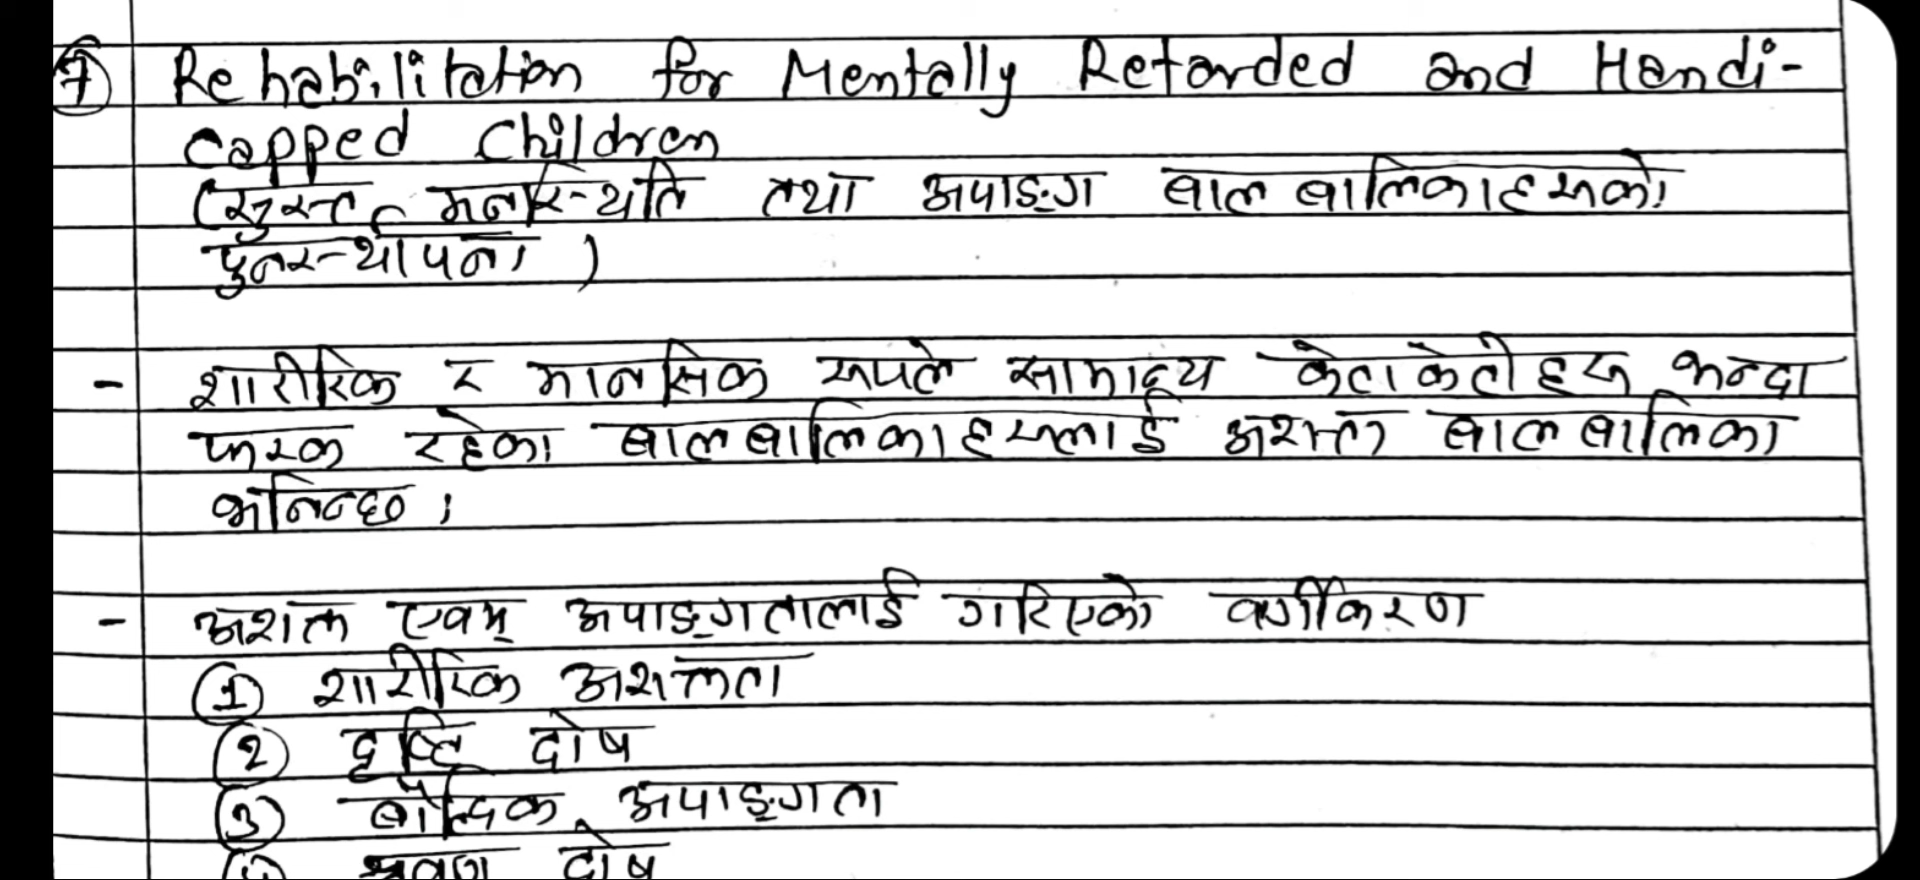 ⑦ Rehabilitation for Mentally Retarded and Handi-
capped Children
(सुस्त मनस्थिति तथा अपाङ्ग बालबालिकाहरूको
पुनरस्थापना)
- शारीरिक र मानसिक रूपले सामान्य केटाकेटीहरू भन्दा
फरक रहेका बालबालिकाहरूलाई अशक्त बालबालिका
भनिन्छ।
- अशक्त एवम् अपाङ्गतालाई गरिएको वर्गीकरण
① शारीरिक अशक्तता
② दृष्टि दोष
③ बौद्धिक अपाङ्गता
श्रवण दोष